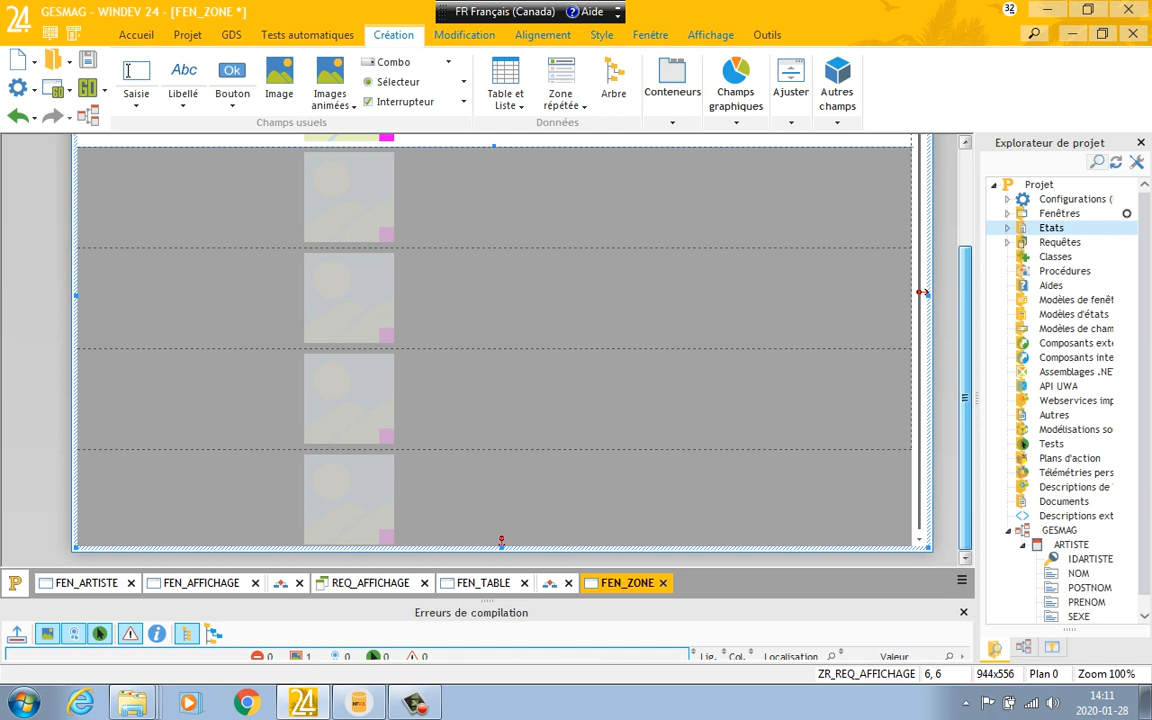 24 GESMAG - WINDEV 24 - [FEN_ZONE *]
FR Français (Canada) Aide
32
Accueil Projet GDS Tests automatiques Création Modification Alignement Style Fenêtre Affichage Outils
Abc Ok
Combo
Sélecteur
Interrupteur
Saisie Libellé Bouton Image Images animées
Table et Liste Zone répétée Arbre Conteneurs Champs graphiques Ajuster Autres champs
Champs usuels Données
Explorateur de projet
Projet
Configurations (
Fenêtres
Etats
Requêtes
Classes
Procédures
Aides
Modèles de fenêt
Modèles d'états
Modèles de cham
Composants exte
Composants inte
Assemblages .NE
API UWA
Webservices imp
Autres
Modélisations so
Tests
Plans d'action
Télémétries pers
Descriptions de
Documents
Descriptions ext
GESMAG
ARTISTE
IDARTISTE
NOM
POSTNOM
PRENOM
SEXE
P FEN_ARTISTE FEN_AFFICHAGE REQ_AFFICHAGE FEN_TABLE FEN_ZONE
Erreurs de compilation
0 1 0 0 0 Lig. Col. Localisation Valeur
ZR_REQ_AFFICHAGE 6, 6 944x556 Plan 0 Zoom 100%
24
14:11
2020-01-28